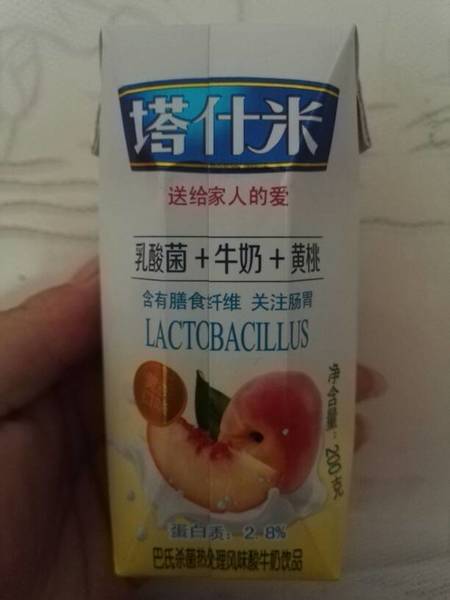 塔什米
送给家人的爱
乳酸菌+牛奶+黄桃
含有膳食纤维 关注肠胃
LACTOBACILLUS
净含量:200克
蛋白质:2.8%
巴氏杀菌热处理风味酸牛奶饮品